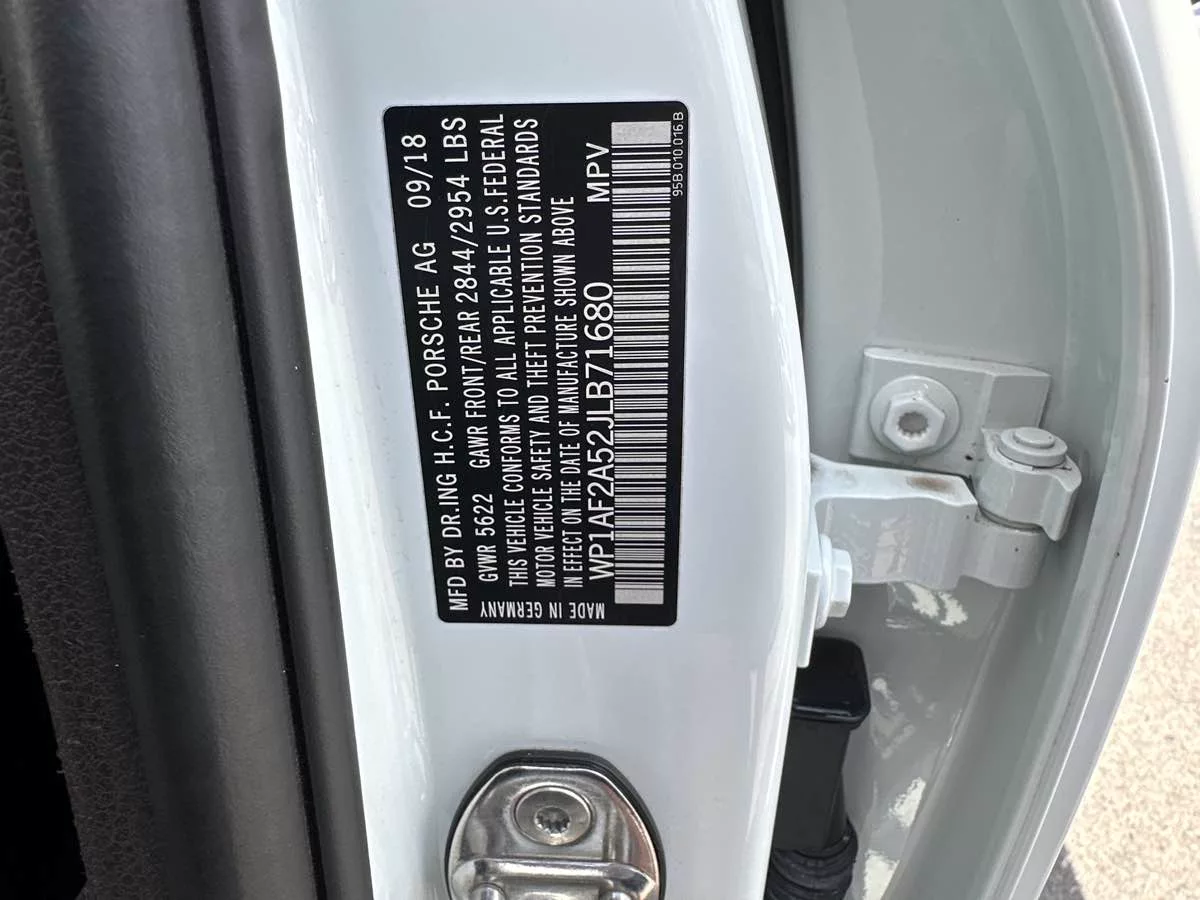 MFD BY DR.ING H.C.F. PORSCHE AG 09/18
GVWR 5622 GAWR FRONT/REAR 2844/2954 LBS
THIS VEHICLE CONFORMS TO ALL APPLICABLE U.S.FEDERAL
MOTOR VEHICLE SAFETY AND THEFT PREVENTION STANDARDS
IN EFFECT ON THE DATE OF MANUFACTURE SHOWN ABOVE
WP1AF2A52JLB71680 MPV
MADE IN GERMANY
95B.010.016.B